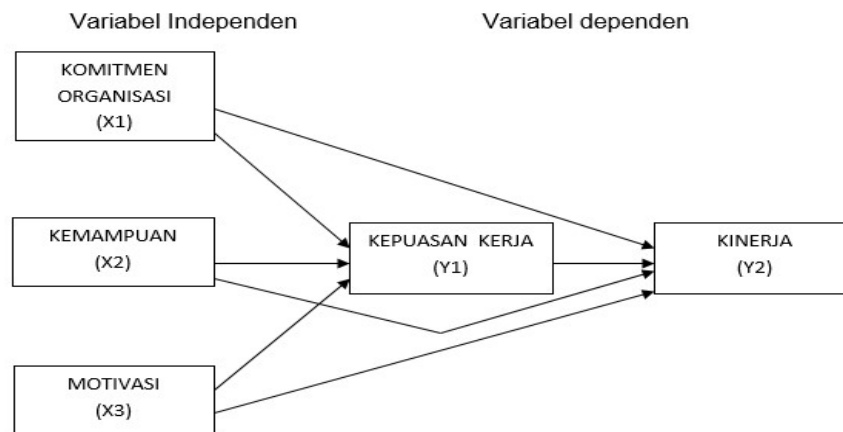 Variabel Independen
Variabel dependen
KOMITMEN
ORGANISASI
(X1)
KEMAMPUAN
(X2)
KEPUASAN KERJA
(Y1)
KINERJA
(Y2)
MOTIVASI
(X3)